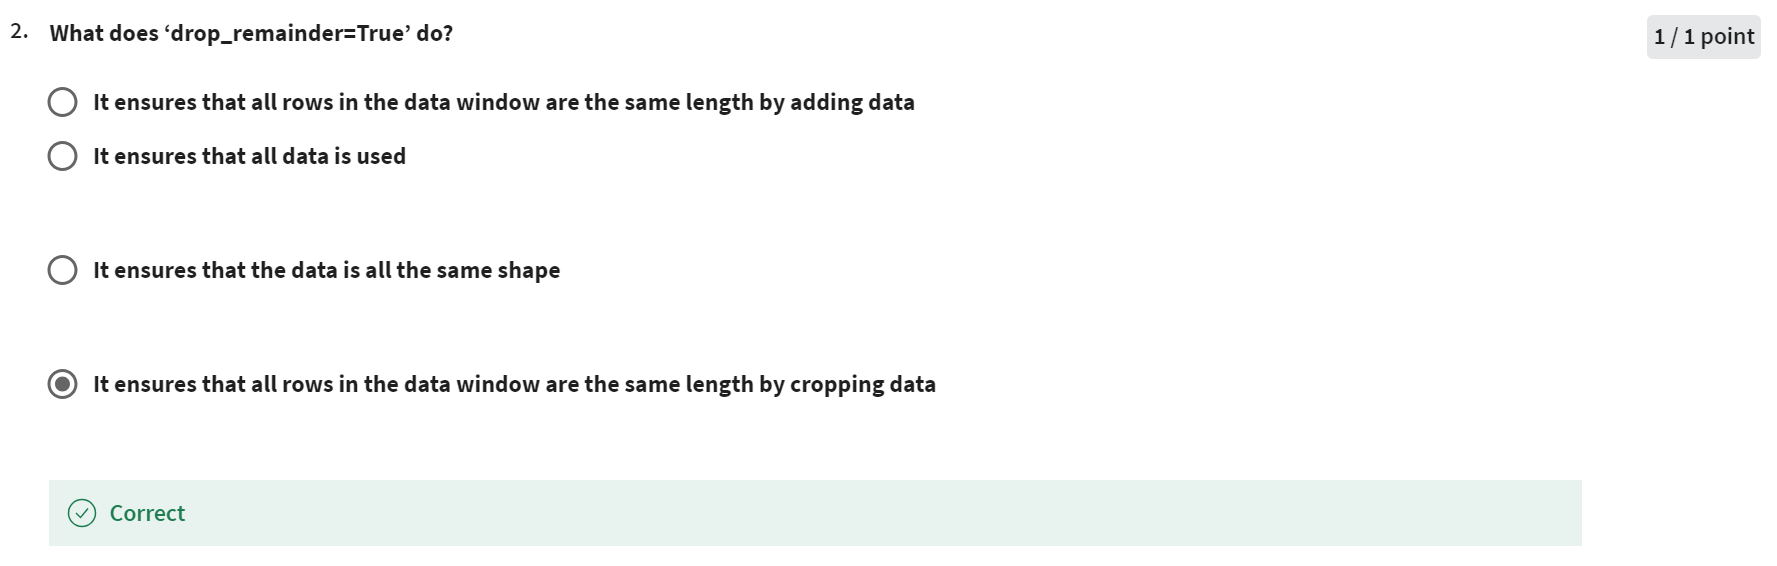 2. What does ‘drop_remainder=True’ do?
1 / 1 point
It ensures that all rows in the data window are the same length by adding data
It ensures that all data is used
It ensures that the data is all the same shape
It ensures that all rows in the data window are the same length by cropping data
Correct